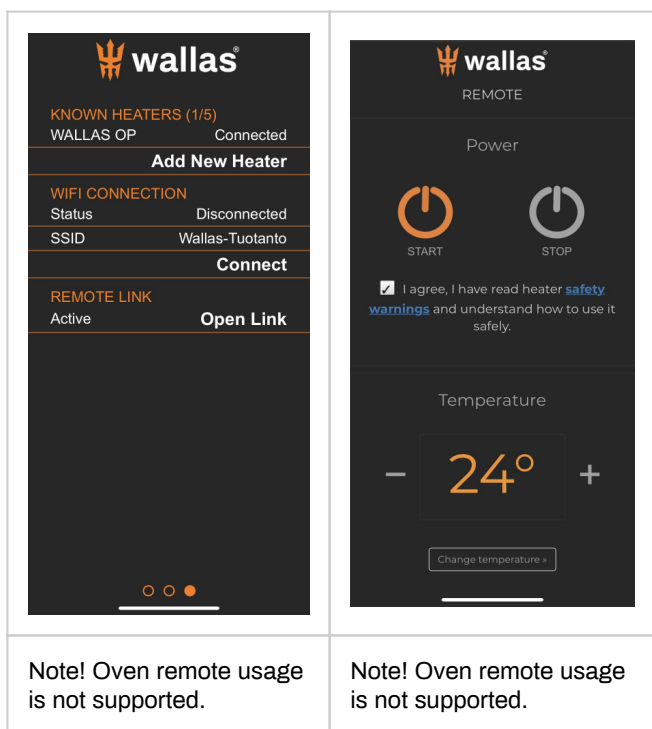 wallas®
KNOWN HEATERS (1/5)
WALLAS OP Connected
Add New Heater
WIFI CONNECTION
Status Disconnected
SSID Wallas-Tuotanto
Connect
REMOTE LINK
Active Open Link
Note! Oven remote usage
is not supported.
wallas®
REMOTE
Power
START STOP
I agree, I have read heater safety
warnings and understand how to use it
safely.
Temperature
− 24° +
Change temperature »
Note! Oven remote usage
is not supported.